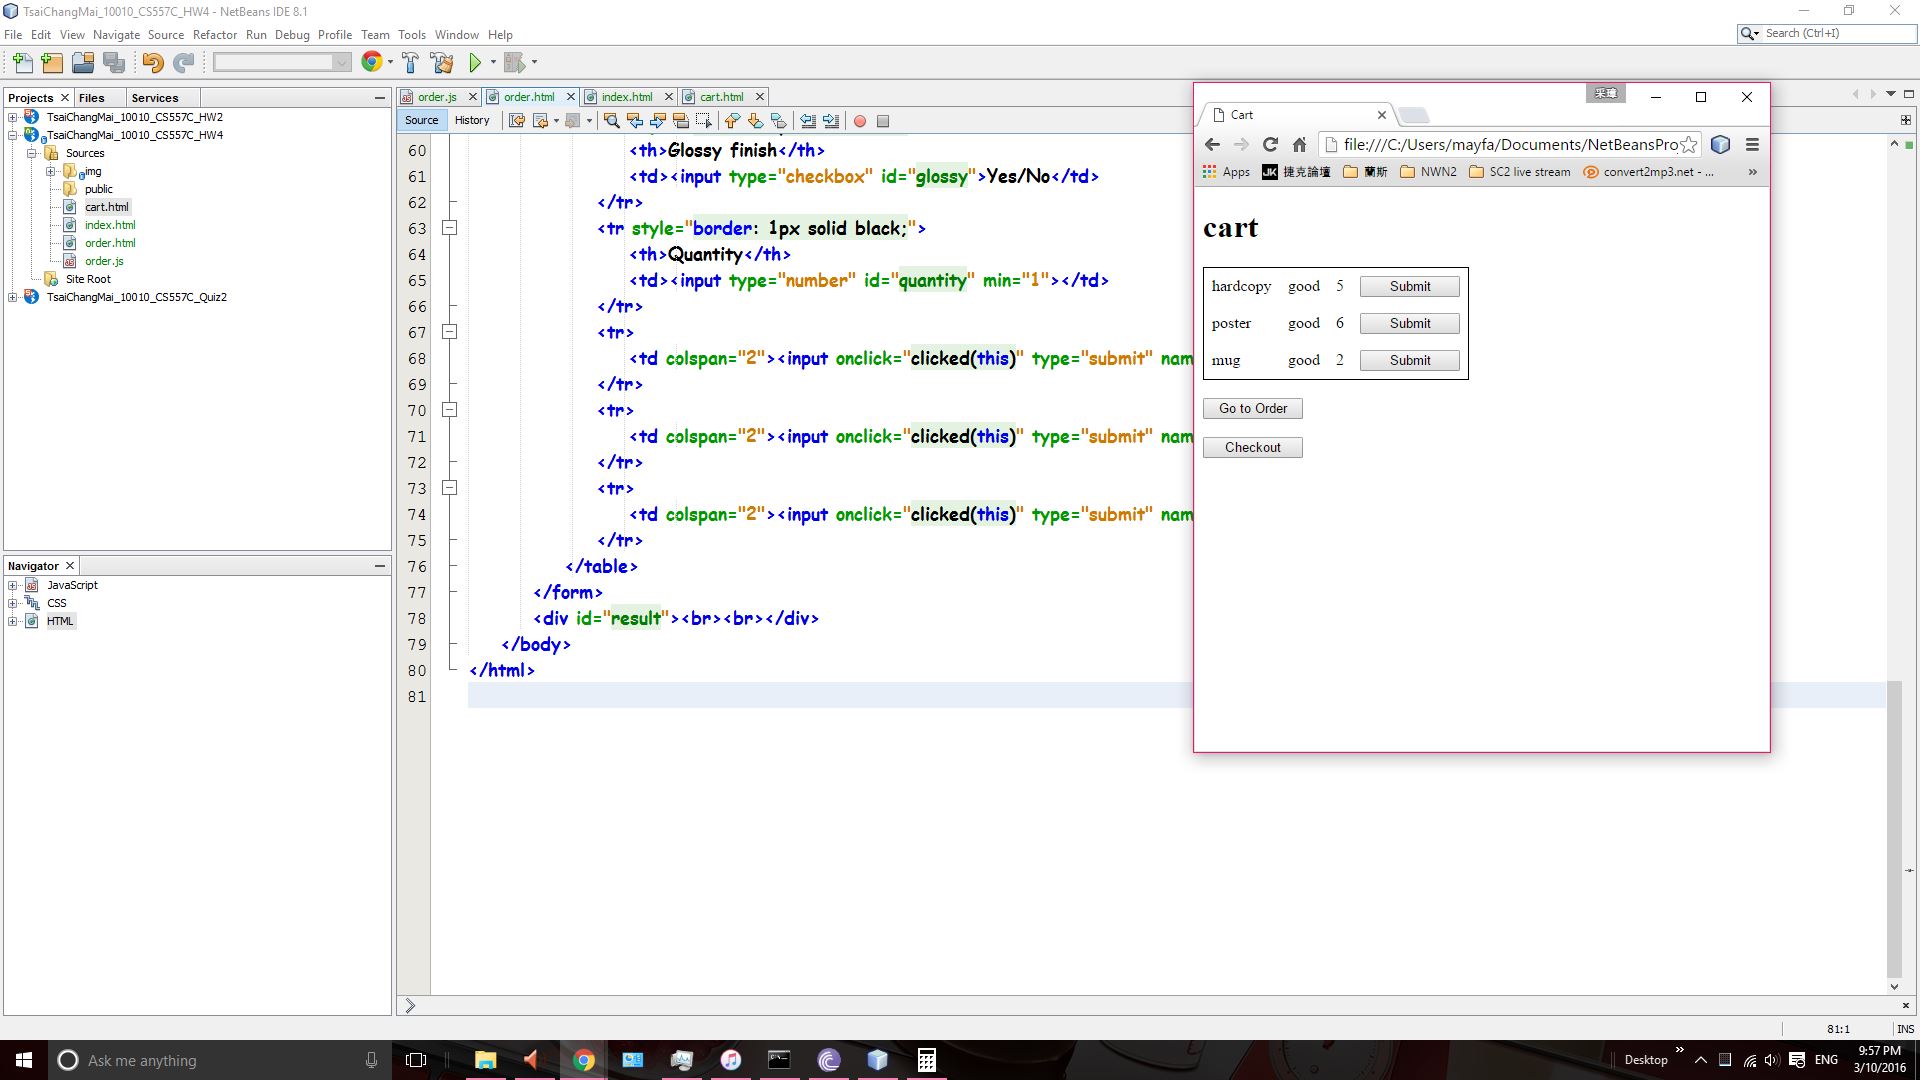 TsaiChangMai_10010_CS557C_HW4 - NetBeans IDE 8.1
File Edit View Navigate Source Refactor Run Debug Profile Team Tools Window Help
Search (Ctrl+I)
Projects Files Services
TsaiChangMai_10010_CS557C_HW2
TsaiChangMai_10010_CS557C_HW4
Sources
img
public
cart.html
index.html
order.html
order.js
Site Root
TsaiChangMai_10010_CS557C_Quiz2
Navigator
JavaScript
CSS
HTML
order.js order.html index.html cart.html
Source History
60 <th>Glossy finish</th>
61 <td><input type="checkbox" id="glossy">Yes/No</td>
62 </tr>
63 <tr style="border: 1px solid black;">
64 <th>Quantity</th>
65 <td><input type="number" id="quantity" min="1"></td>
66 </tr>
67 <tr>
68 <td colspan="2"><input onclick="clicked(this)" type="submit" nam
69 </tr>
70 <tr>
71 <td colspan="2"><input onclick="clicked(this)" type="submit" nam
72 </tr>
73 <tr>
74 <td colspan="2"><input onclick="clicked(this)" type="submit" nam
75 </tr>
76 </table>
77 </form>
78 <div id="result"><br><br></div>
79 </body>
80 </html>
81
采瑋
Cart
file:///C:/Users/mayfa/Documents/NetBeansPro
Apps JK 捷克論壇 蘭斯 NWN2 SC2 live stream convert2mp3.net - ... »
cart
hardcopy good 5 Submit
poster good 6 Submit
mug good 2 Submit
Go to Order
Checkout
81:1 INS
Ask me anything
Desktop » ENG
9:57 PM
3/10/2016